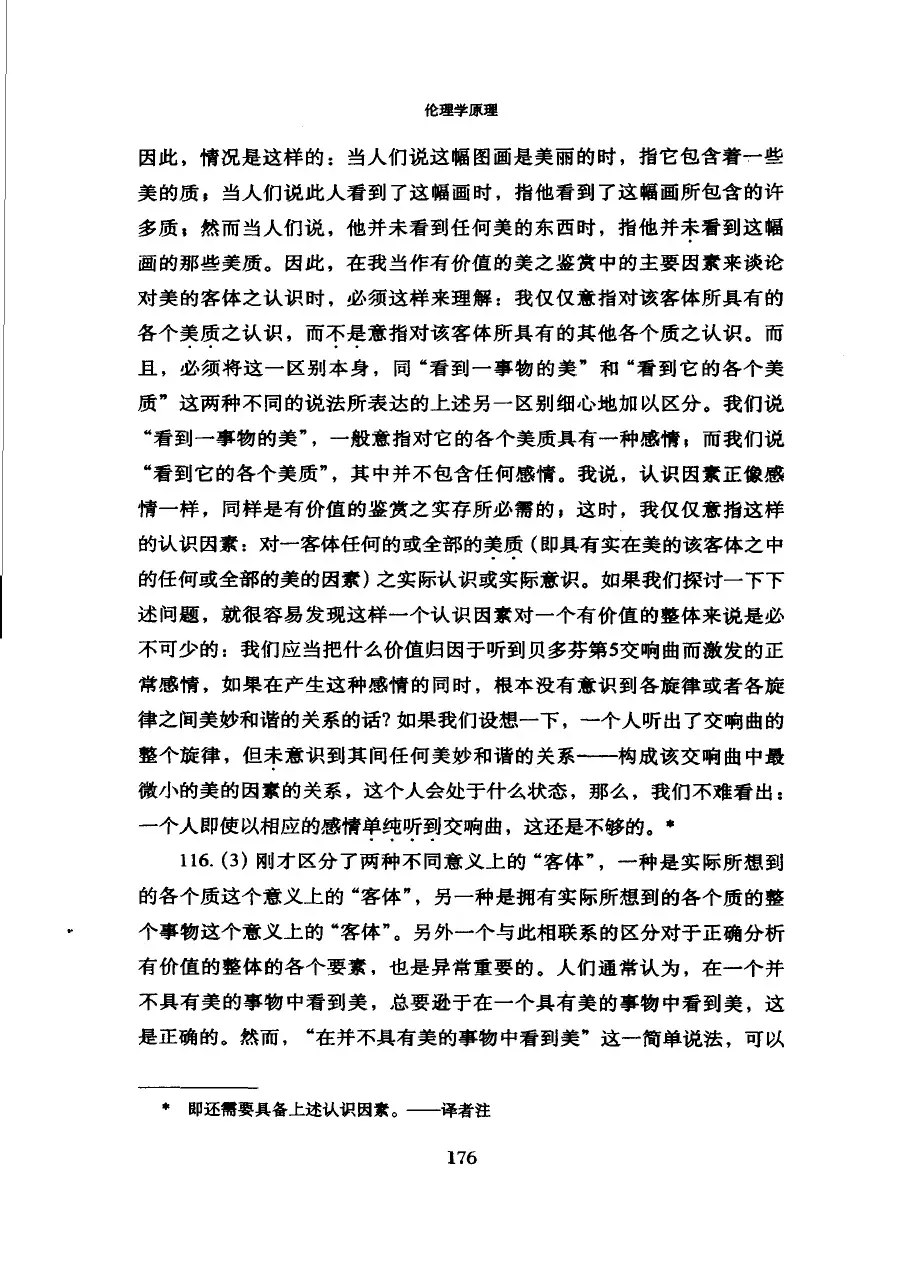 伦理学原理
因此，情况是这样的：当人们说这幅图画是美丽的时，指它包含着一些
美的质；当人们说此人看到了这幅画时，指他看到了这幅画所包含的许
多质；然而当人们说，他并未看到任何美的东西时，指他并未看到这幅
画的那些美质。因此，在我当作有价值的美之鉴赏中的主要因素来谈论
对美的客体之认识时，必须这样来理解：我仅仅意指对该客体所具有的
各个美质之认识，而不是意指对该客体所具有的其他各个质之认识。而
且，必须将这一区别本身，同“看到一事物的美”和“看到它的各个美
质”这两种不同的说法所表达的上述另一区别细心地加以区分。我们说
“看到一事物的美”，一般意指对它的各个美质具有一种感情；而我们说
“看到它的各个美质”，其中并不包含任何感情。我说，认识因素正像感
情一样，同样是有价值的鉴赏之实存所必需的；这时，我仅仅意指这样
的认识因素：对一客体任何的或全部的美质（即具有实在美的该客体之中
的任何或全部的美的因素）之实际认识或实际意识。如果我们探讨一下下
述问题，就很容易发现这样一个认识因素对一个有价值的整体来说是必
不可少的：我们应当把什么价值归因于听到贝多芬第5交响曲而激发的正
常感情，如果在产生这种感情的同时，根本没有意识到各旋律或者各旋
律之间美妙和谐的关系的话？如果我们设想一下，一个人听出了交响曲的
整个旋律，但未意识到其间任何美妙和谐的关系——构成该交响曲中最
微小的美的因素的关系，这个人会处于什么状态，那么，我们不难看出：
一个人即使以相应的感情单纯听到交响曲，这还是不够的。*
116. (3) 刚才区分了两种不同意义上的“客体”，一种是实际所想到
的各个质这个意义上的“客体”，另一种是拥有实际所想到的各个质的整
个事物这个意义上的“客体”。另外一个与此相联系的区分对于正确分析
有价值的整体的各个要素，也是异常重要的。人们通常认为，在一个并
不具有美的事物中看到美，总要逊于在一个具有美的事物中看到美，这
是正确的。然而，“在并不具有美的事物中看到美”这一简单说法，可以
* 即还需要具备上述认识因素。——译者注
176